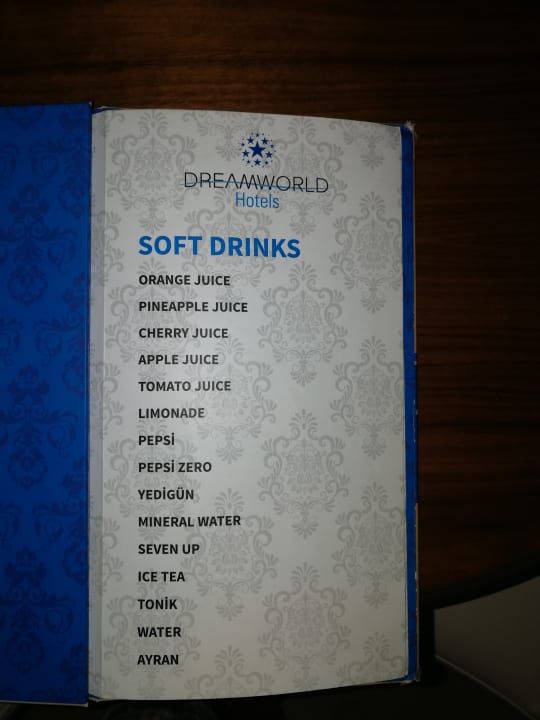 DREAMWORLD
Hotels
SOFT DRINKS
ORANGE JUICE
PINEAPPLE JUICE
CHERRY JUICE
APPLE JUICE
TOMATO JUICE
LIMONADE
PEPSİ
PEPSİ ZERO
YEDİGÜN
MINERAL WATER
SEVEN UP
ICE TEA
TONİK
WATER
AYRAN